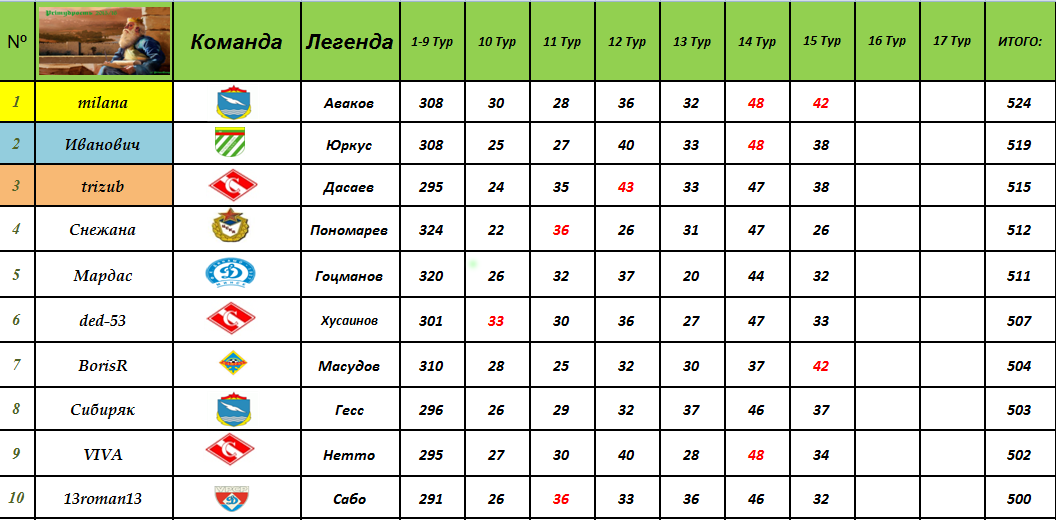 № Команда Легенда 1-9 Тур 10 Тур 11 Тур 12 Тур 13 Тур 14 Тур 15 Тур 16 Тур 17 Тур ИТОГО:
1 milana Аваков 308 30 28 36 32 48 42 524
2 Иванович Юркус 308 25 27 40 33 48 38 519
3 trizub Дасаев 295 24 35 43 33 47 38 515
4 Снежана Пономарев 324 22 36 26 31 47 26 512
5 Мардас Гоцманов 320 26 32 37 20 44 32 511
6 ded-53 Хусаинов 301 33 30 36 27 47 33 507
7 BorisR Масудов 310 28 25 32 30 37 42 504
8 Сибиряк Гесс 296 26 29 32 37 46 37 503
9 VIVA Нетто 295 27 30 40 28 48 34 502
10 13roman13 Сабо 291 26 36 33 36 46 32 500